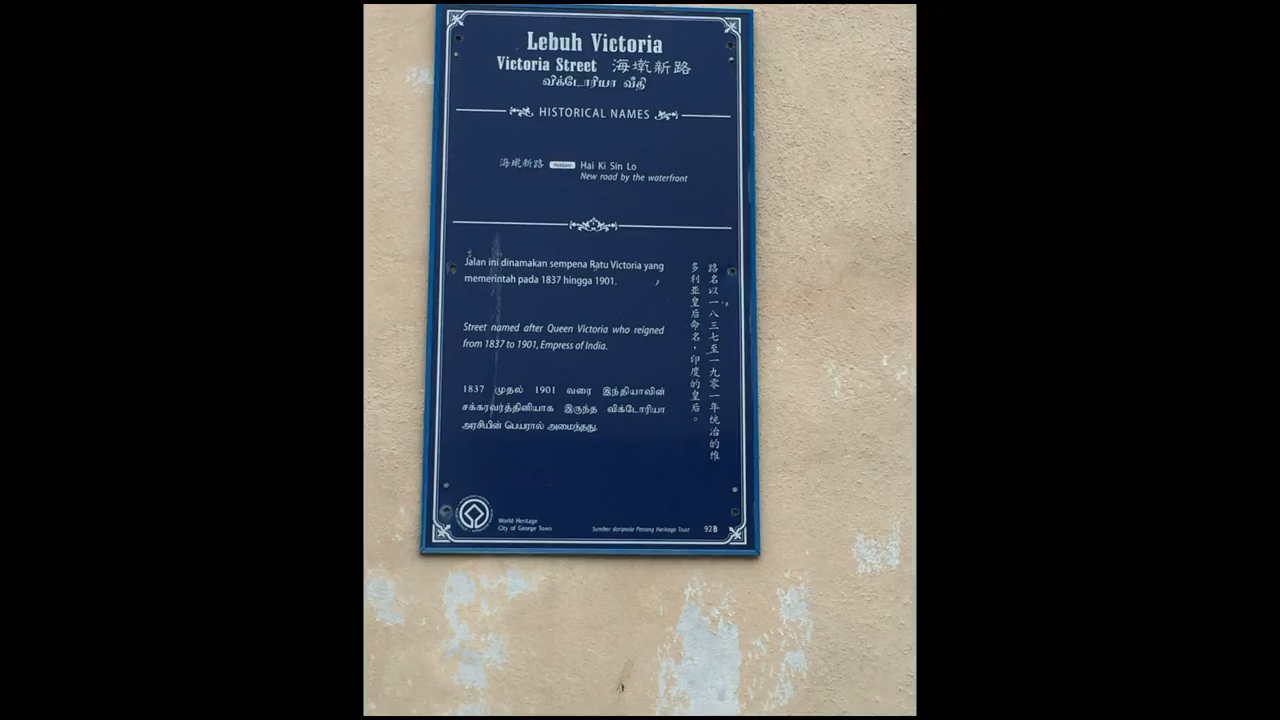 Lebuh Victoria
Victoria Street 海墘新路
விக்டோரியா வீதி
HISTORICAL NAMES
海墘新路 Hokkien Hai Ki Sin Lo
New road by the waterfront
Jalan ini dinamakan sempena Ratu Victoria yang
memerintah pada 1837 hingga 1901.
Street named after Queen Victoria who reigned
from 1837 to 1901, Empress of India.
1837 முதல் 1901 வரை இந்தியாவின்
சக்கரவர்த்தினியாக இருந்த விக்டோரியா
அரசியின் பெயரால் அமைந்தது.
路名以一八三七至一九零一年统治的维
多利亚皇后命名，印度的皇后。
World Heritage
City of George Town
Sumber daripada Penang Heritage Trust
92B